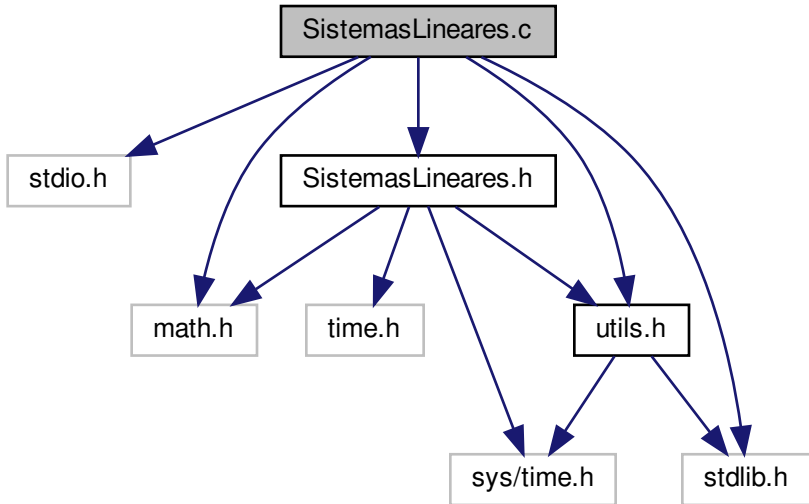 SistemasLineares.c
stdio.h
SistemasLineares.h
math.h
time.h
utils.h
sys/time.h
stdlib.h